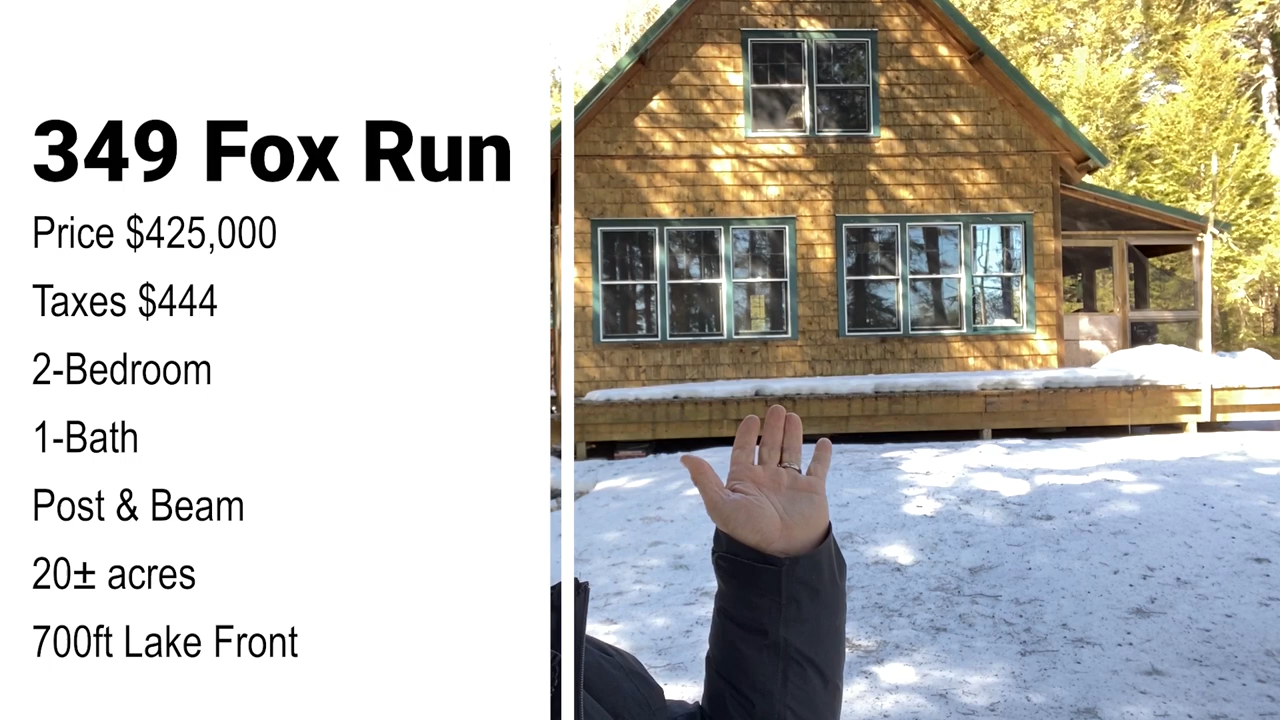 349 Fox Run
Price $425,000
Taxes $444
2-Bedroom
1-Bath
Post & Beam
20± acres
700ft Lake Front